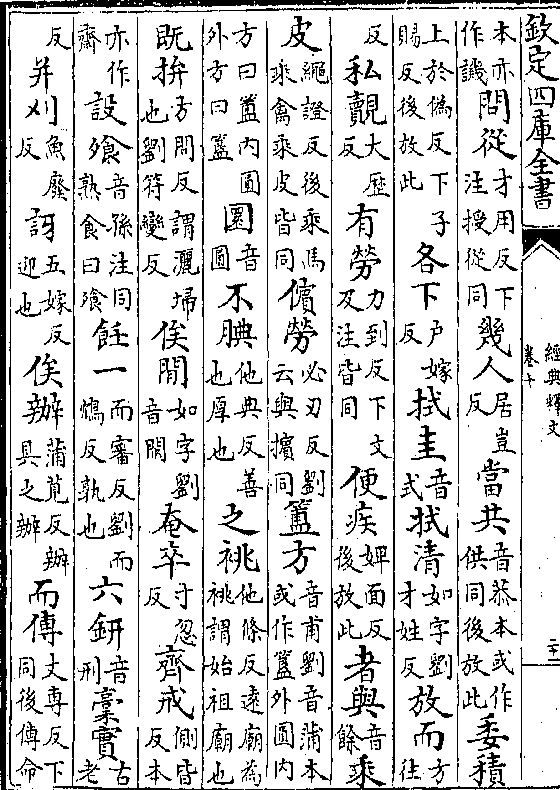 欽定四庫全書
經典釋文
卷十
二十
本亦作譏問從才用反下注授從同幾人居豈反當共音恭本或作供同後放此委積
上於僞反下子賜反後放此各下戶嫁反拭圭音式拭清如字劉才姓反放而方往
反私覿大歷反有勞力到反下文及注皆同便疾婢面反後放此者與音餘乘
皮繩證反後乘馬乘禽乘皮皆同儐勞必刃反劉云與擯同簠方音甫劉音蒲本或作簋外圓内
方曰簠内圓外方曰簋圜音圓不腆他典反善也厚也之祧他條反遠廟為祧謂始祖廟也
既拚方問反謂灑埽也劉符變反俟閒如字劉音閒奄卒寸忽反齊戒側皆反本
亦作齋設飧音孫注同熟食曰飧飪一而審反劉而鴆反孰也六鉶音刑稾實古老
反并刈魚廢反訝五嫁反迎也俟辦蒲莧反辦具之辦而傳丈専反下同後傳命